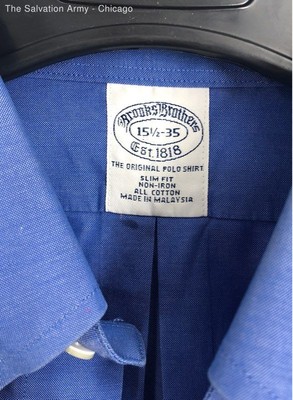 The Salvation Army - Chicago
Brooks Brothers
15½-35
Est. 1818
THE ORIGINAL POLO SHIRT
SLIM FIT
NON-IRON
ALL COTTON
MADE IN MALAYSIA